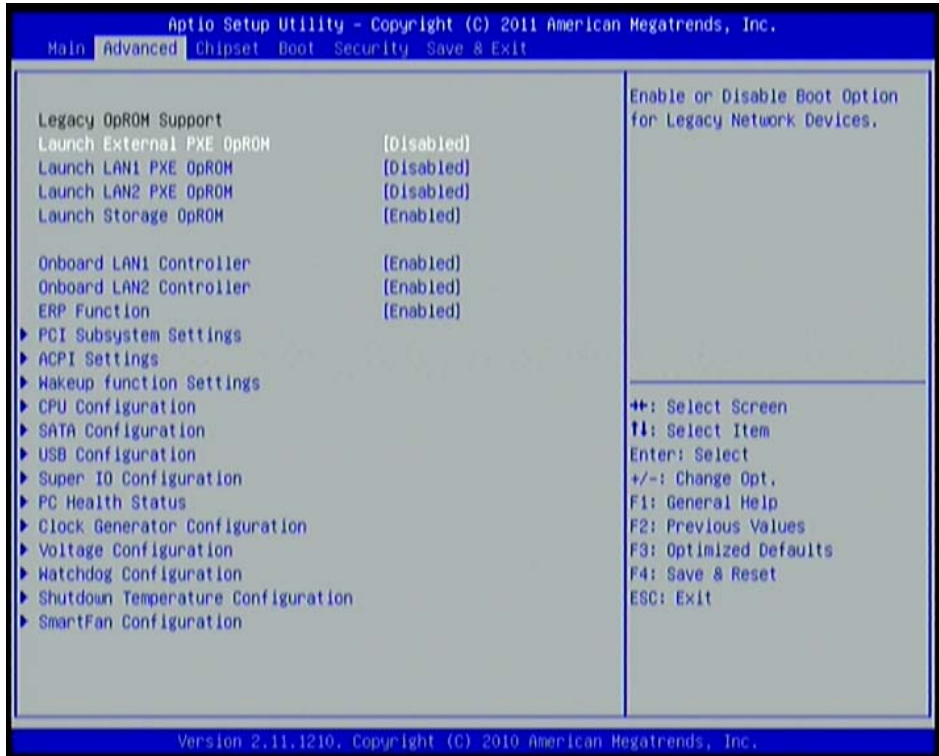 Aptio Setup Utility - Copyright (C) 2011 American Megatrends, Inc.
Main Advanced Chipset Boot Security Save & Exit
Legacy OpROM Support
Launch External PXE OpROM [Disabled]
Launch LAN1 PXE OpROM [Disabled]
Launch LAN2 PXE OpROM [Disabled]
Launch Storage OpROM [Enabled]
Onboard LAN1 Controller [Enabled]
Onboard LAN2 Controller [Enabled]
ERP Function [Enabled]
PCI Subsystem Settings
ACPI Settings
Wakeup function Settings
CPU Configuration
SATA Configuration
USB Configuration
Super IO Configuration
PC Health Status
Clock Generator Configuration
Voltage Configuration
Watchdog Configuration
Shutdown Temperature Configuration
SmartFan Configuration
Enable or Disable Boot Option
for Legacy Network Devices.
→←: Select Screen
↑↓: Select Item
Enter: Select
+/-: Change Opt.
F1: General Help
F2: Previous Values
F3: Optimized Defaults
F4: Save & Reset
ESC: Exit
Version 2.11.1210. Copyright (C) 2010 American Megatrends, Inc.